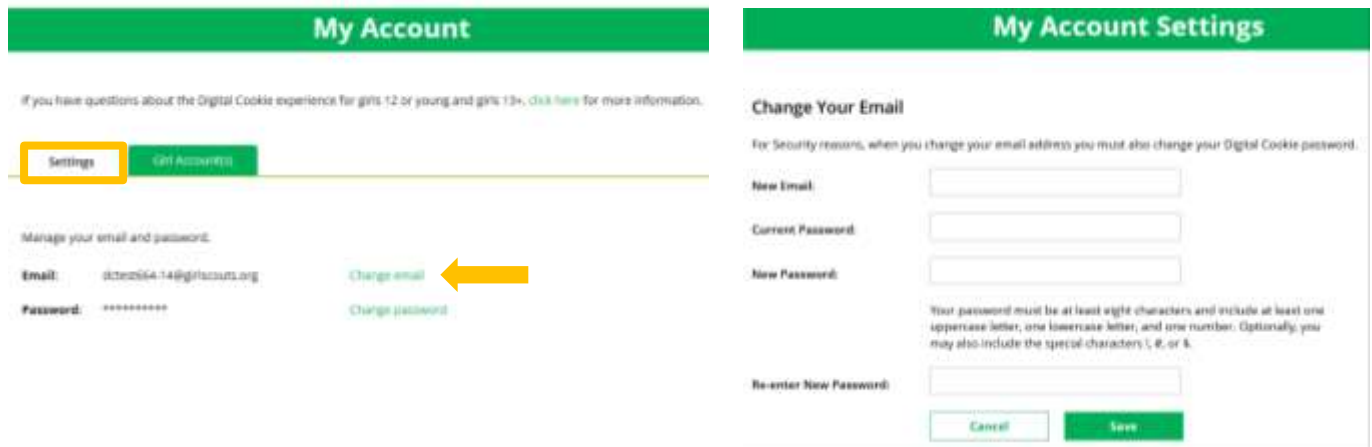 My Account
If you have questions about the Digital Cookie experience for girls 12 or young and girls 13+, click here for more information.
Settings
Girl Account(s)
Manage your email and password.
Email: dctest664-14@girlscouts.org Change email
Password: ********** Change password
My Account Settings
Change Your Email
For Security reasons, when you change your email address you must also change your Digital Cookie password.
New Email:
Current Password:
New Password:
Your password must be at least eight characters and include at least one
uppercase letter, one lowercase letter, and one number. Optionally, you
may also include the special characters !, #, or $.
Re-enter New Password:
Cancel
Save